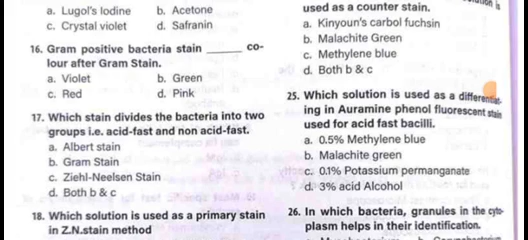 a. Lugol's Iodine b. Acetone
c. Crystal violet d. Safranin
16. Gram positive bacteria stain ______ co-
lour after Gram Stain.
a. Violet b. Green
c. Red d. Pink
17. Which stain divides the bacteria into two
groups i.e. acid-fast and non acid-fast.
a. Albert stain
b. Gram Stain
c. Ziehl-Neelsen Stain
d. Both b & c
18. Which solution is used as a primary stain
in Z.N.stain method
used as a counter stain.
a. Kinyoun's carbol fuchsin
b. Malachite Green
c. Methylene blue
d. Both b & c
25. Which solution is used as a differentiat-
ing in Auramine phenol fluorescent stain
used for acid fast bacilli.
a. 0.5% Methylene blue
b. Malachite green
c. 0.1% Potassium permanganate
d. 3% acid Alcohol
26. In which bacteria, granules in the cyto-
plasm helps in their identification.